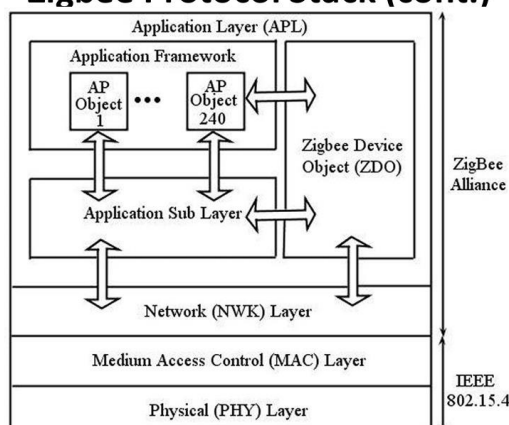 Zigbee Protocol Stack (cont.)
Application Layer (APL)
Application Framework
AP
Object
1
•••
AP
Object
240
Zigbee Device
Object (ZDO)
ZigBee
Alliance
Application Sub Layer
Network (NWK) Layer
Medium Access Control (MAC) Layer
IEEE
802.15.4
Physical (PHY) Layer